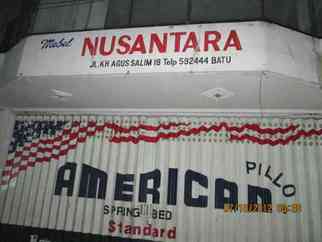 Mebel NUSANTARA
JL.KH AGUS SALIM 18 Telp 592444 BATU
AMERICAN PILLO
SPRING BED
Standard